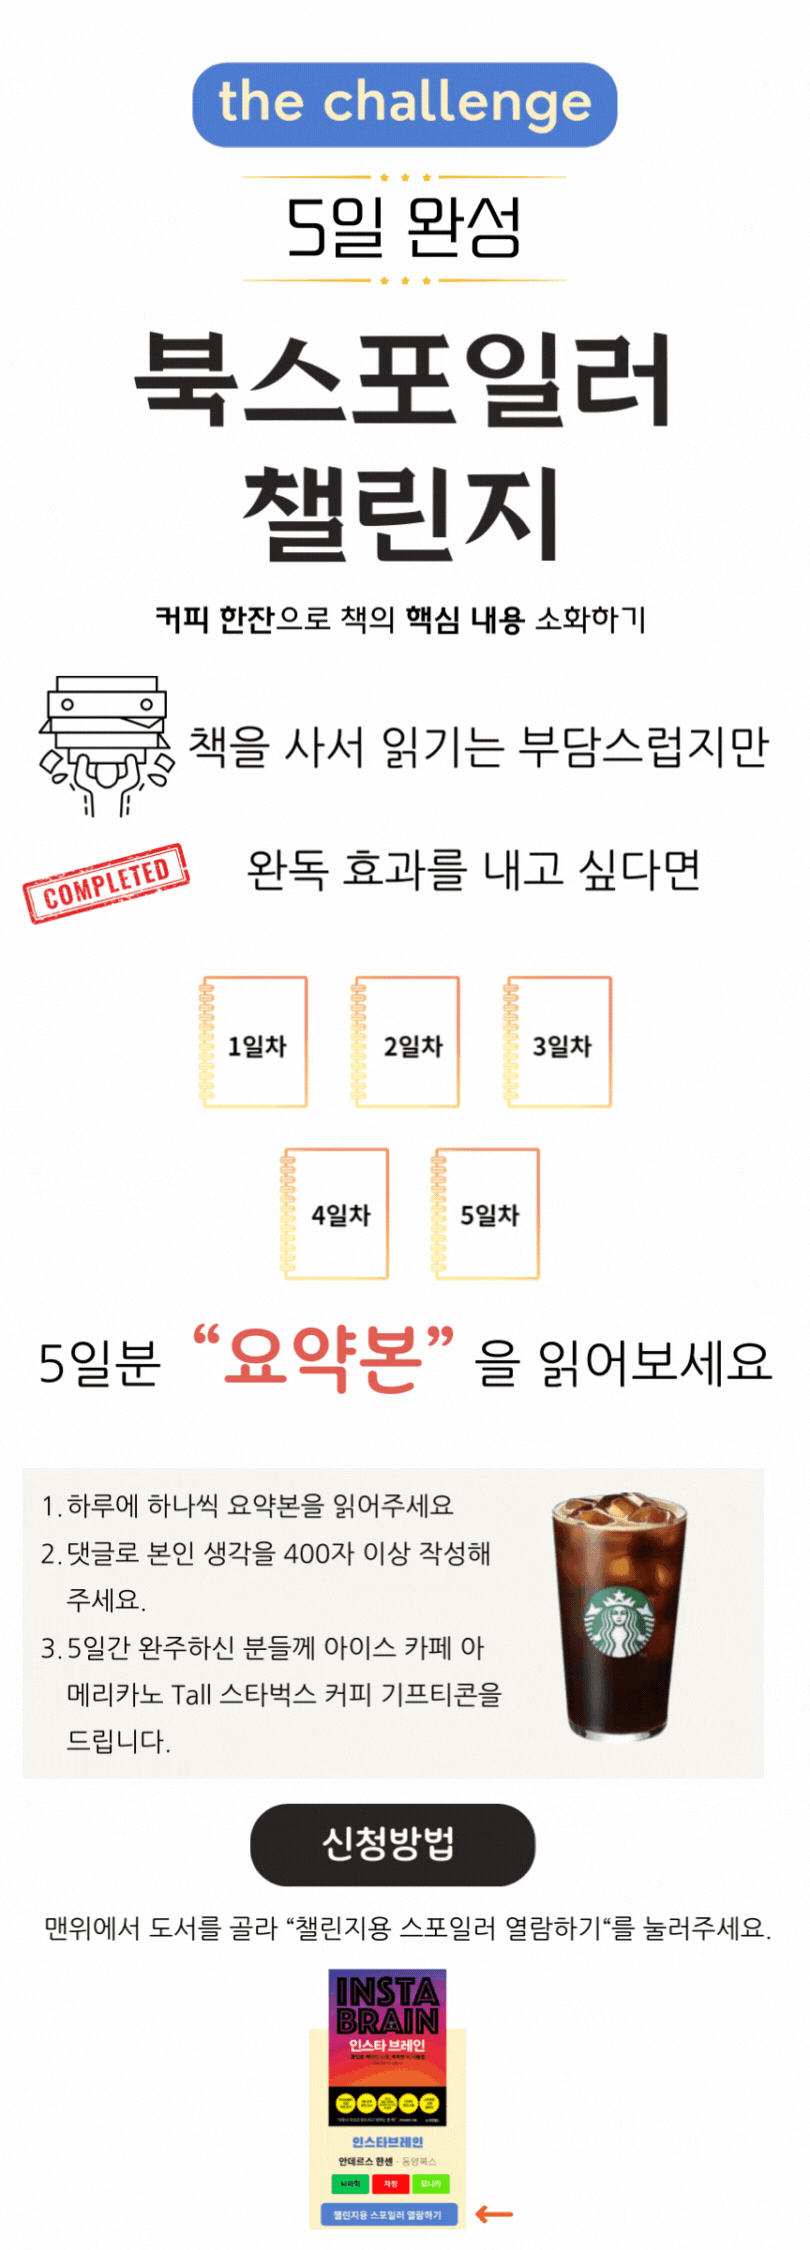 the challenge
5일 완성
북스포일러
챌린지
커피 한잔으로 책의 핵심 내용 소화하기
책을 사서 읽기는 부담스럽지만
COMPLETED
완독 효과를 내고 싶다면
1일차
2일차
3일차
4일차
5일차
5일분 “요약본” 을 읽어보세요
1. 하루에 하나씩 요약본을 읽어주세요
2. 댓글로 본인 생각을 400자 이상 작성해
주세요.
3. 5일간 완주하신 분들께 아이스 카페 아
메리카노 Tall 스타벅스 커피 기프티콘을
드립니다.
신청방법
맨위에서 도서를 골라 “챌린지용 스포일러 열람하기“를 눌러주세요.
INSTA
BRAIN
인스타 브레인
인스타브레인
안데르스 한센 · 동양북스
챌린지용 스포일러 열람하기